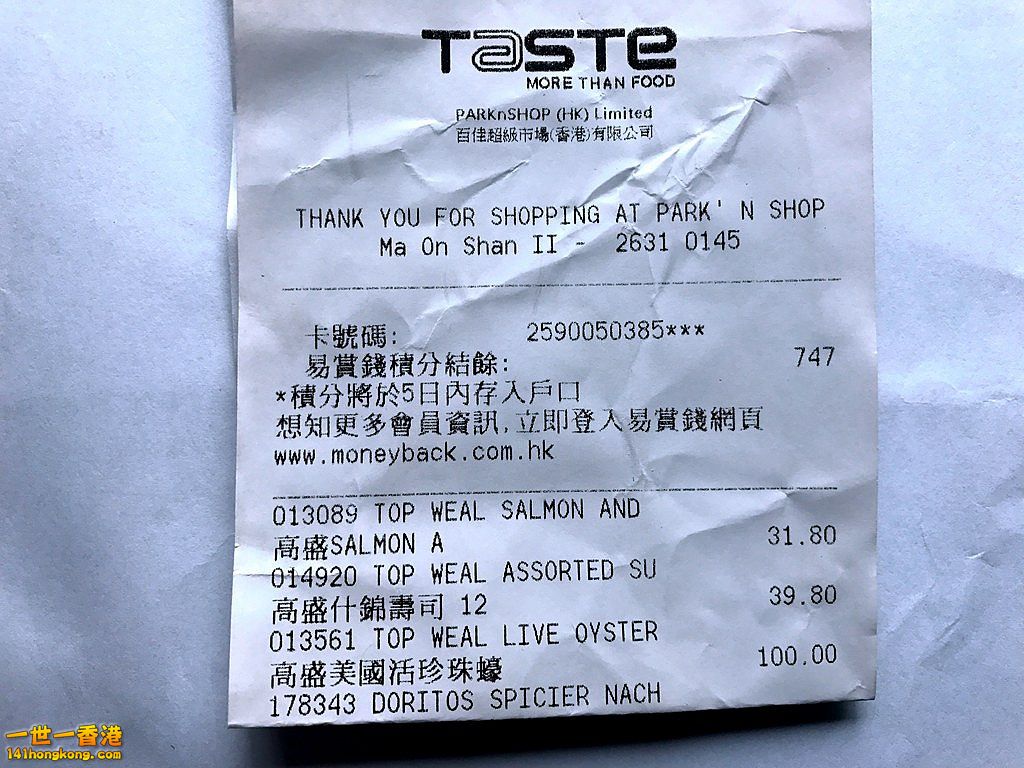 TaSTe
MORE THAN FOOD
PARKnSHOP (HK) Limited
百佳超級市場(香港)有限公司
THANK YOU FOR SHOPPING AT PARK' N SHOP
Ma On Shan II - 2631 0145
卡號碼: 2590050385***
易賞錢積分結餘: 747
*積分將於5日內存入戶口
想知更多會員資訊,立即登入易賞錢網頁
www.moneyback.com.hk
013089 TOP WEAL SALMON AND
高盛SALMON A 31.80
014920 TOP WEAL ASSORTED SU
高盛什錦壽司 12 39.80
013561 TOP WEAL LIVE OYSTER
高盛美國活珍珠蠔 100.00
178343 DORITOS SPICIER NACH
一世一香港
141hongkong.com